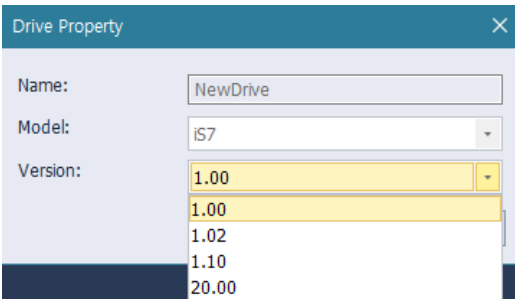 Drive Property
Name:
NewDrive
Model:
iS7
Version:
1.00
1.00
1.02
1.10
20.00